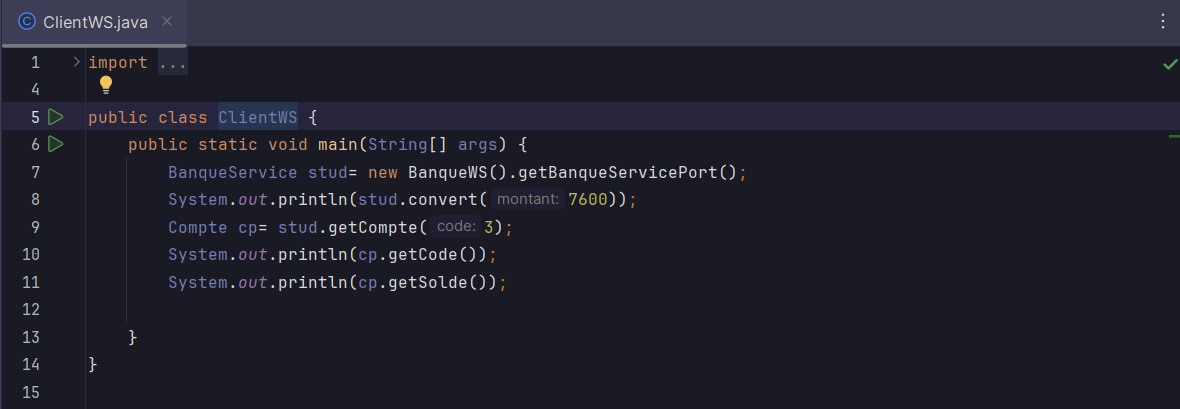 ClientWS.java
1 import ...
4
5 public class ClientWS {
6 public static void main(String[] args) {
7 BanqueService stud= new BanqueWS().getBanqueServicePort();
8 System.out.println(stud.convert( montant: 7600));
9 Compte cp= stud.getCompte( code: 3);
10 System.out.println(cp.getCode());
11 System.out.println(cp.getSolde());
12
13 }
14 }
15